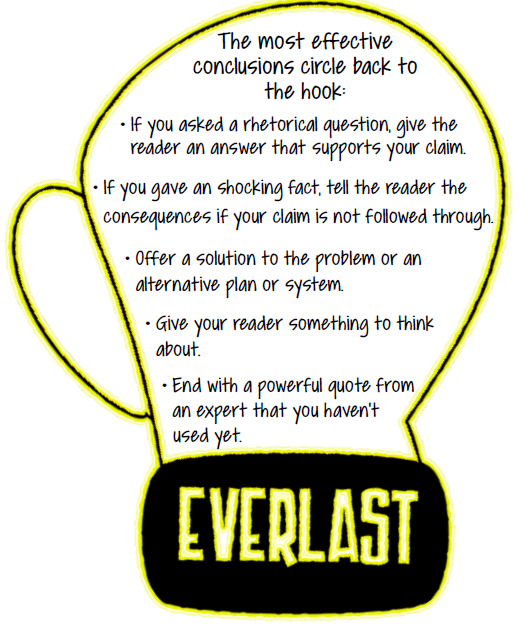 The most effective
conclusions circle back to
the hook:
• If you asked a rhetorical question, give the
reader an answer that supports your claim.
• If you gave an shocking fact, tell the reader the
consequences if your claim is not followed through.
• Offer a solution to the problem or an
alternative plan or system.
• Give your reader something to think
about.
• End with a powerful quote from
an expert that you haven't
used yet.
EVERLAST